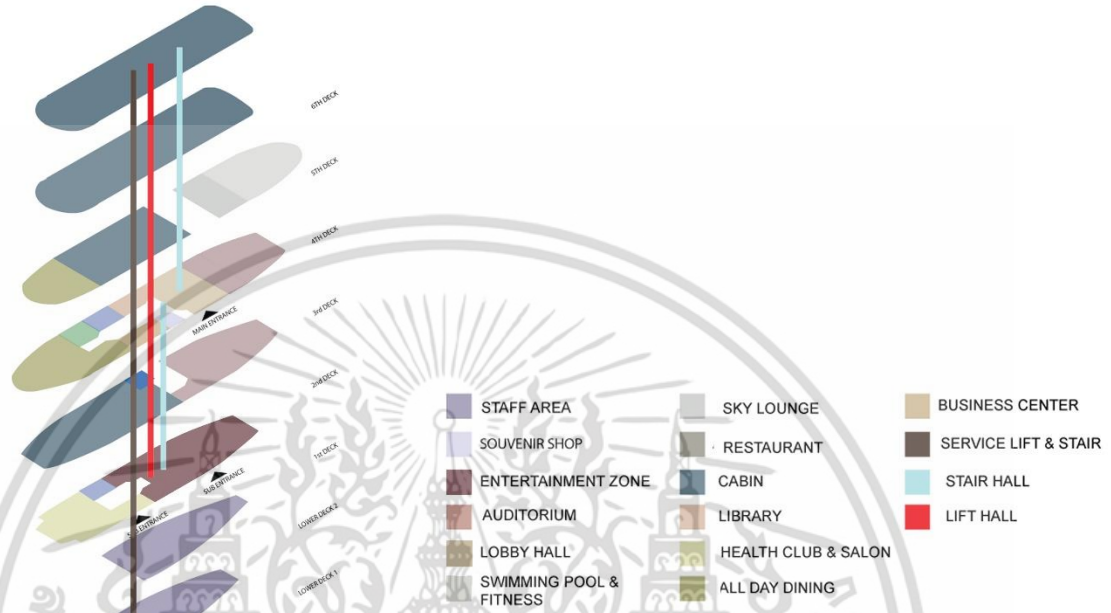 6TH DECK
5TH DECK
4TH DECK
3rd DECK
MAIN ENTRANCE
2nd DECK
1st DECK
SUB ENTRANCE
SUB ENTRANCE
LOWER DECK 2
LOWER DECK 1
STAFF AREA
SOUVENIR SHOP
ENTERTAINMENT ZONE
AUDITORIUM
LOBBY HALL
SWIMMING POOL &
FITNESS
SKY LOUNGE
RESTAURANT
CABIN
LIBRARY
HEALTH CLUB & SALON
ALL DAY DINING
BUSINESS CENTER
SERVICE LIFT & STAIR
STAIR HALL
LIFT HALL